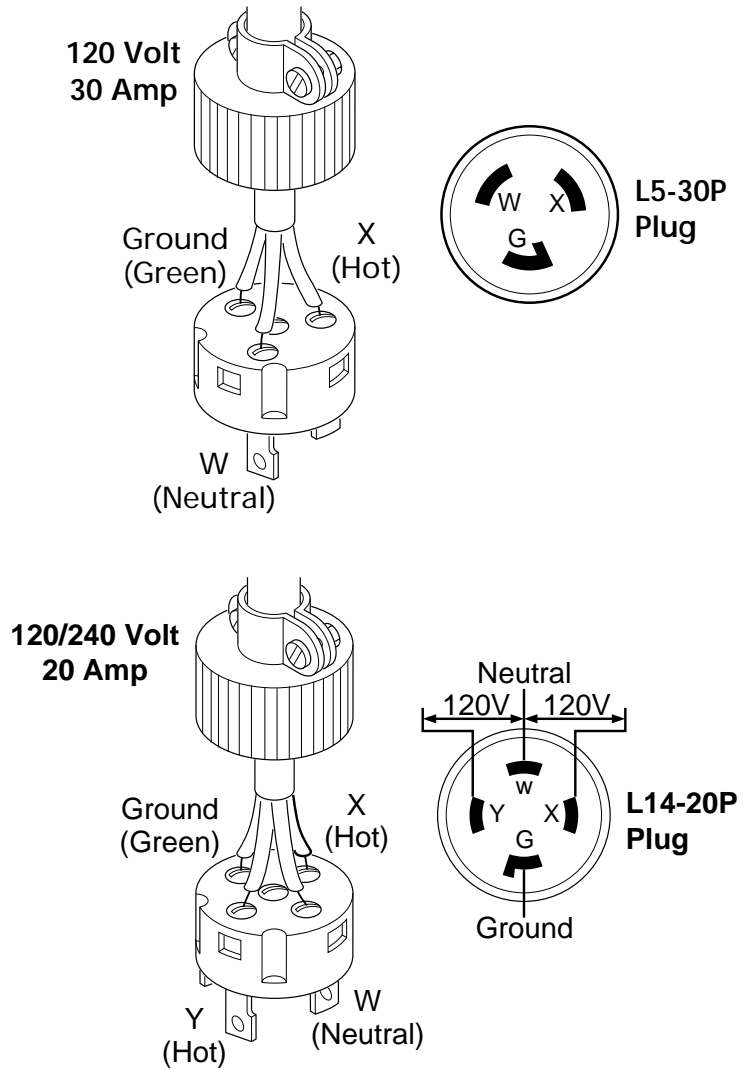 120 Volt
30 Amp
L5-30P
Plug
W
X
G
Ground
(Green)
X
(Hot)
W
(Neutral)
120/240 Volt
20 Amp
Neutral
120V
120V
W
Y
X
G
L14-20P
Plug
Ground
Ground
(Green)
X
(Hot)
Y
(Hot)
W
(Neutral)